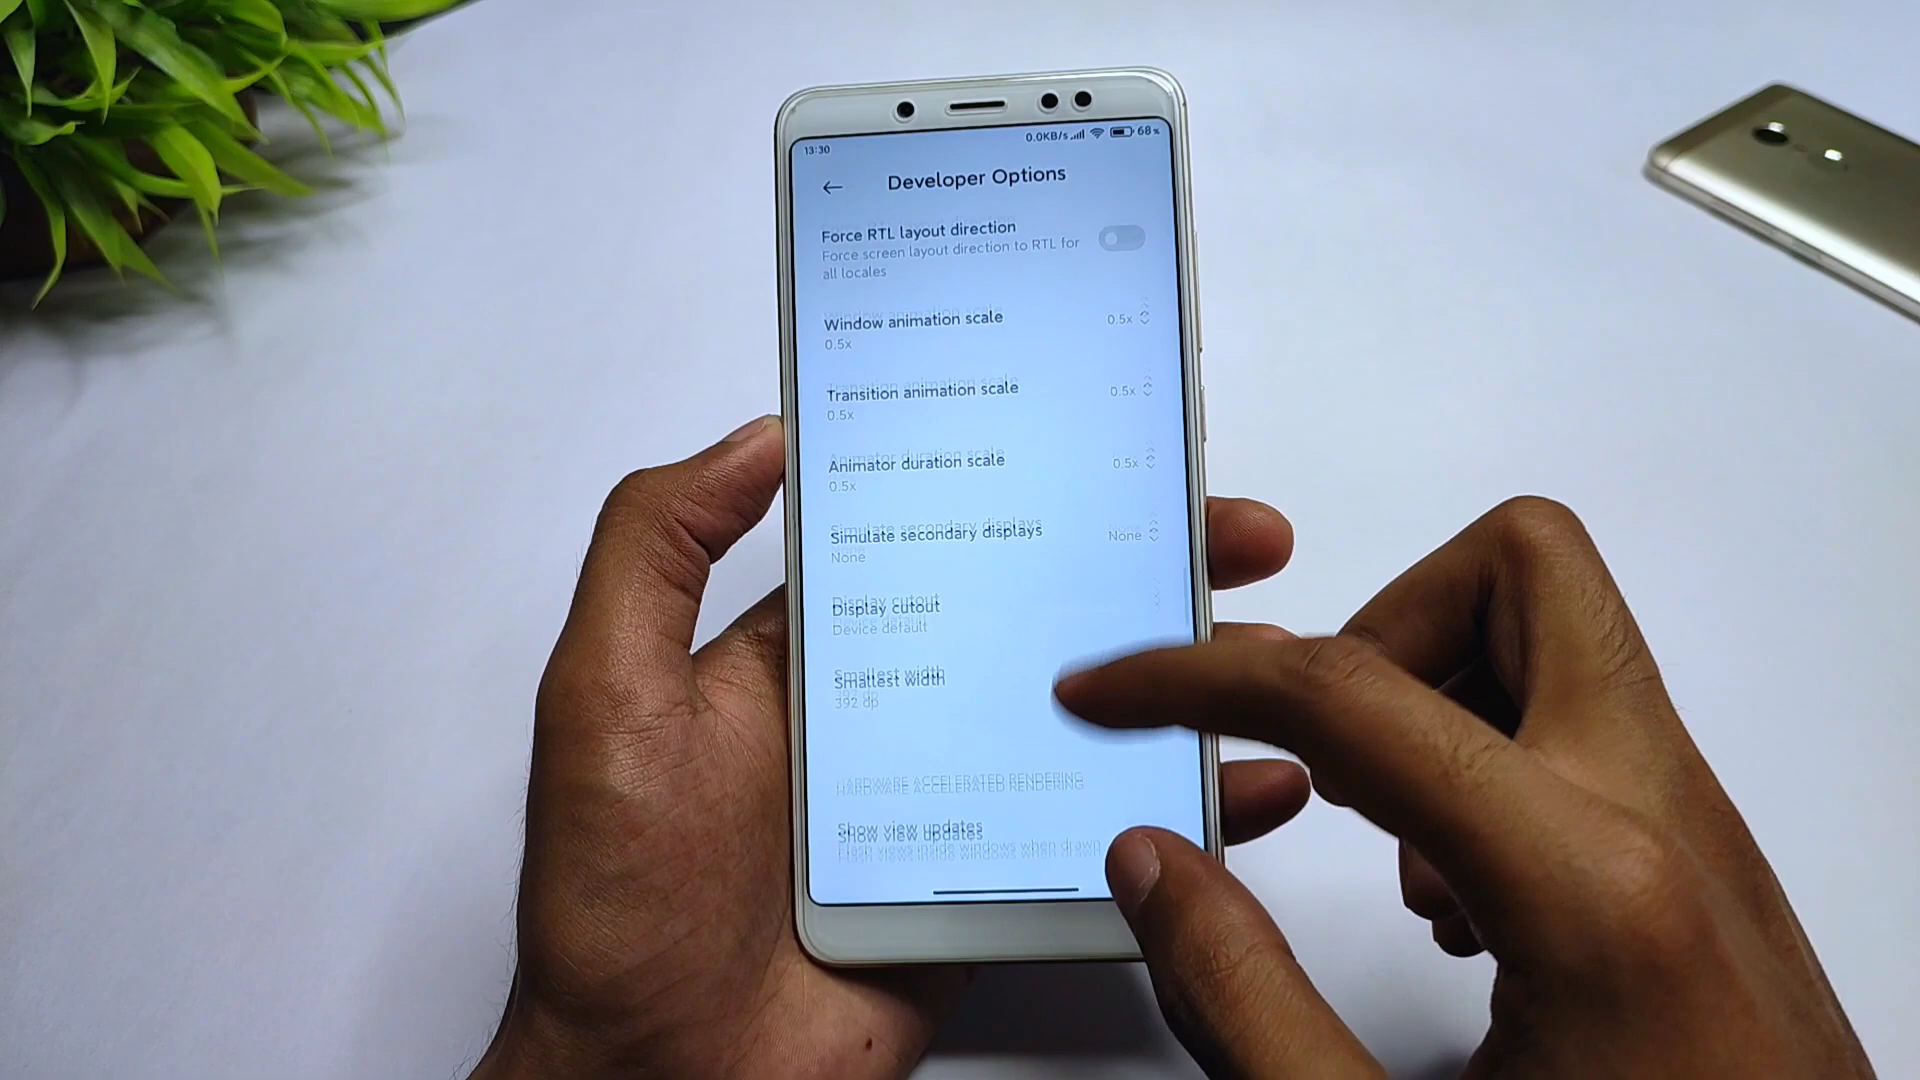 13:30
0.0KB/s 68%
Developer Options
Force RTL layout direction
Force screen layout direction to RTL for
all locales
Window animation scale
0.5x
0.5x
Transition animation scale
0.5x
0.5x
Animator duration scale
0.5x
0.5x
Simulate secondary displays
None
None
Display cutout
Device default
Smallest width
392 dp
HARDWARE ACCELERATED RENDERING
Show view updates
Flash views inside windows when drawn